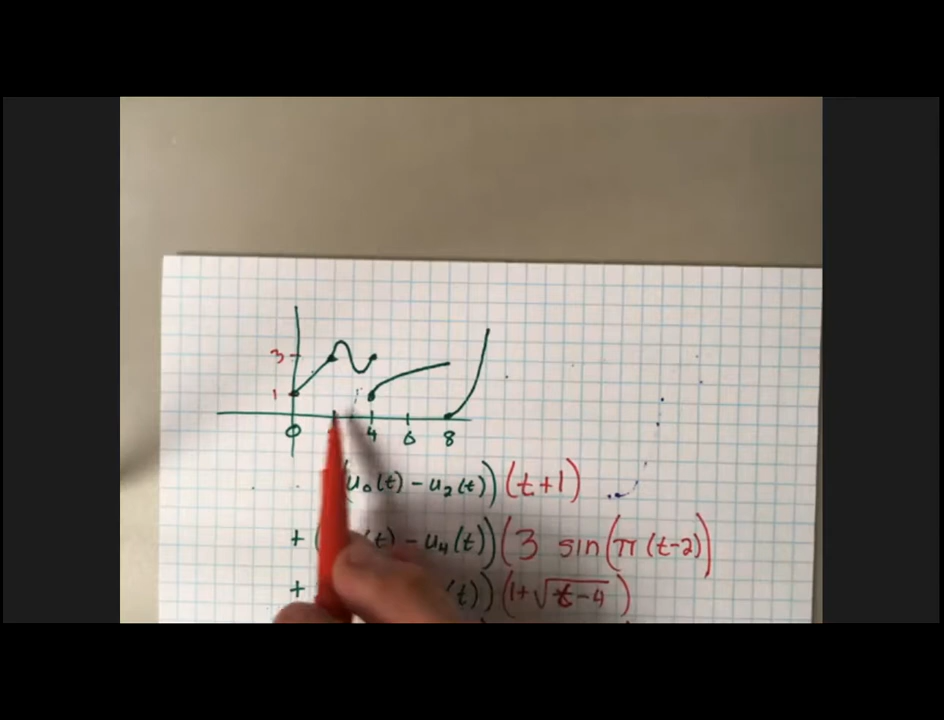 3
1
0 4 6 8
(u₀(t) - u₂(t)) (t+1)
+ ( (t) - u₄(t)) (3 sin(π(t-2))
+ (t)) (1+√t-4)